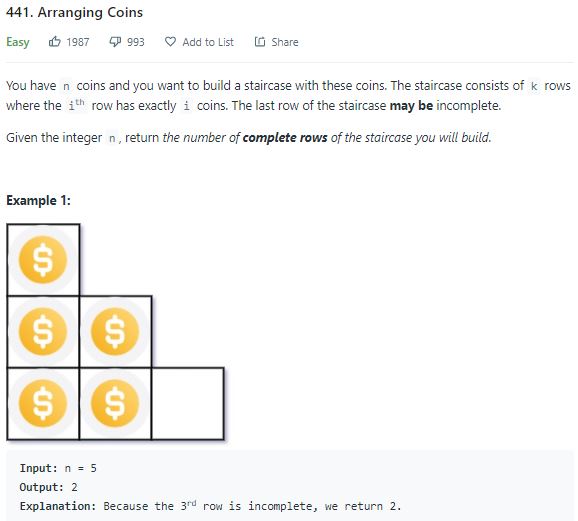 441. Arranging Coins
Easy 1987 993 Add to List Share
You have n coins and you want to build a staircase with these coins. The staircase consists of k rows
where the ith row has exactly i coins. The last row of the staircase may be incomplete.
Given the integer n, return the number of complete rows of the staircase you will build.
Example 1:
$
$ $
$ $
Input: n = 5
Output: 2
Explanation: Because the 3rd row is incomplete, we return 2.